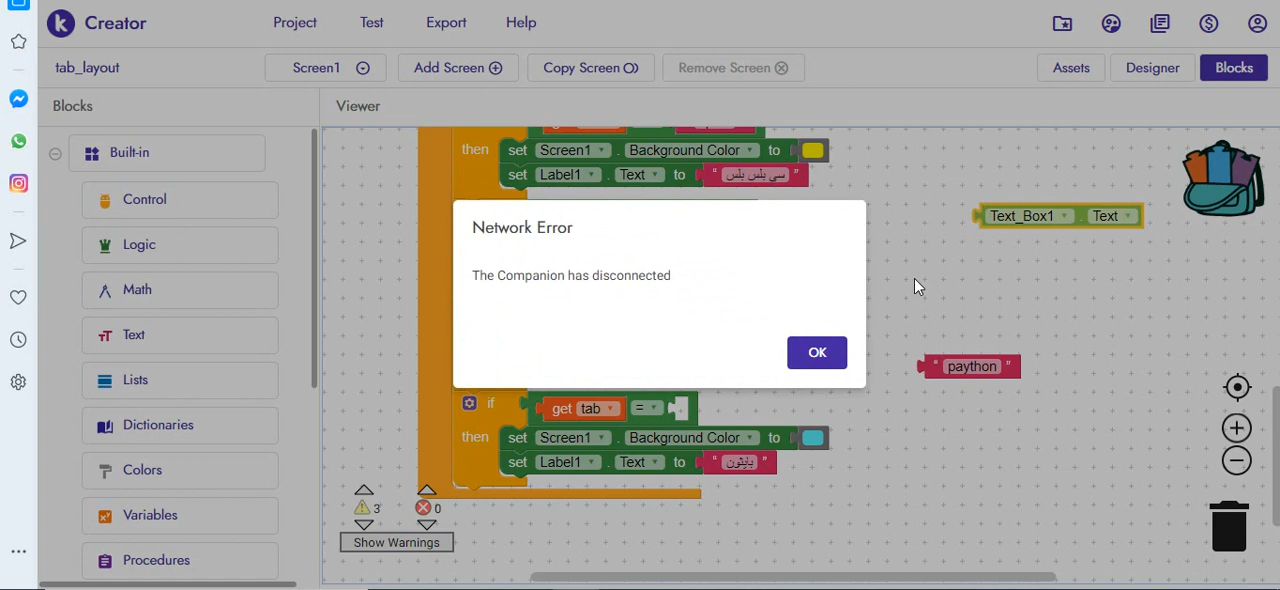 Creator
Project
Test
Export
Help
tab_layout
Screen1
Add Screen
Copy Screen
Remove Screen
Assets
Designer
Blocks
Blocks
Viewer
Built-in
Control
Logic
Math
Text
Lists
Dictionaries
Colors
Variables
Procedures
then
set Screen1 . Background Color to
set Label1 . Text to " سي بلس بلس "
Text_Box1 . Text
Network Error
The Companion has disconnected
OK
" paython "
if get tab =
then set Screen1 . Background Color to
set Label1 . Text to " بايثون "
3
0
Show Warnings